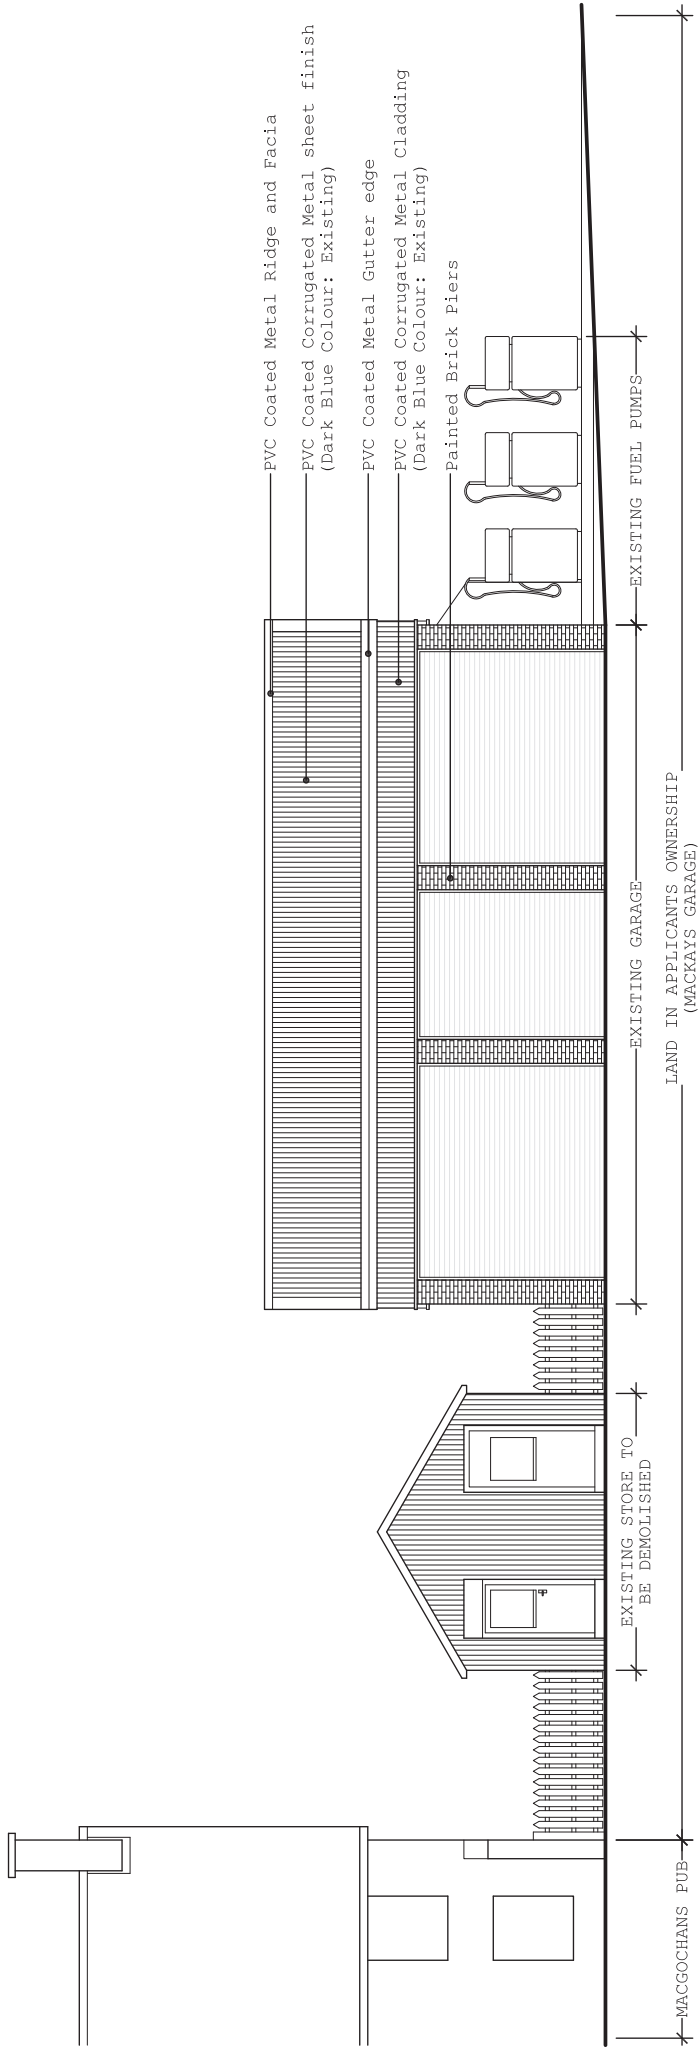 PVC Coated Metal Ridge and Facia
PVC Coated Corrugated Metal sheet finish
(Dark Blue Colour: Existing)
PVC Coated Metal Gutter edge
PVC Coated Corrugated Metal Cladding
(Dark Blue Colour: Existing)
Painted Brick Piers
EXISTING STORE TO
BE DEMOLISHED
EXISTING GARAGE
EXISTING FUEL PUMPS
MACGOCHANS PUB
LAND IN APPLICANTS OWNERSHIP
(MACKAYS GARAGE)